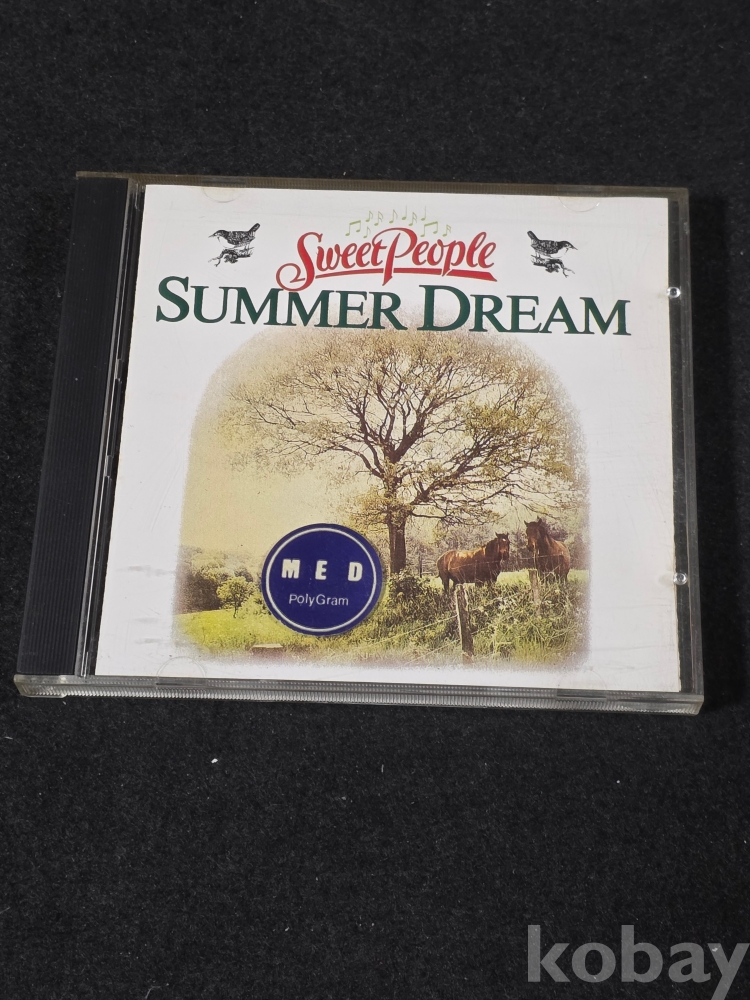 Sweet People
SUMMER DREAM
MED
PolyGram
kobay